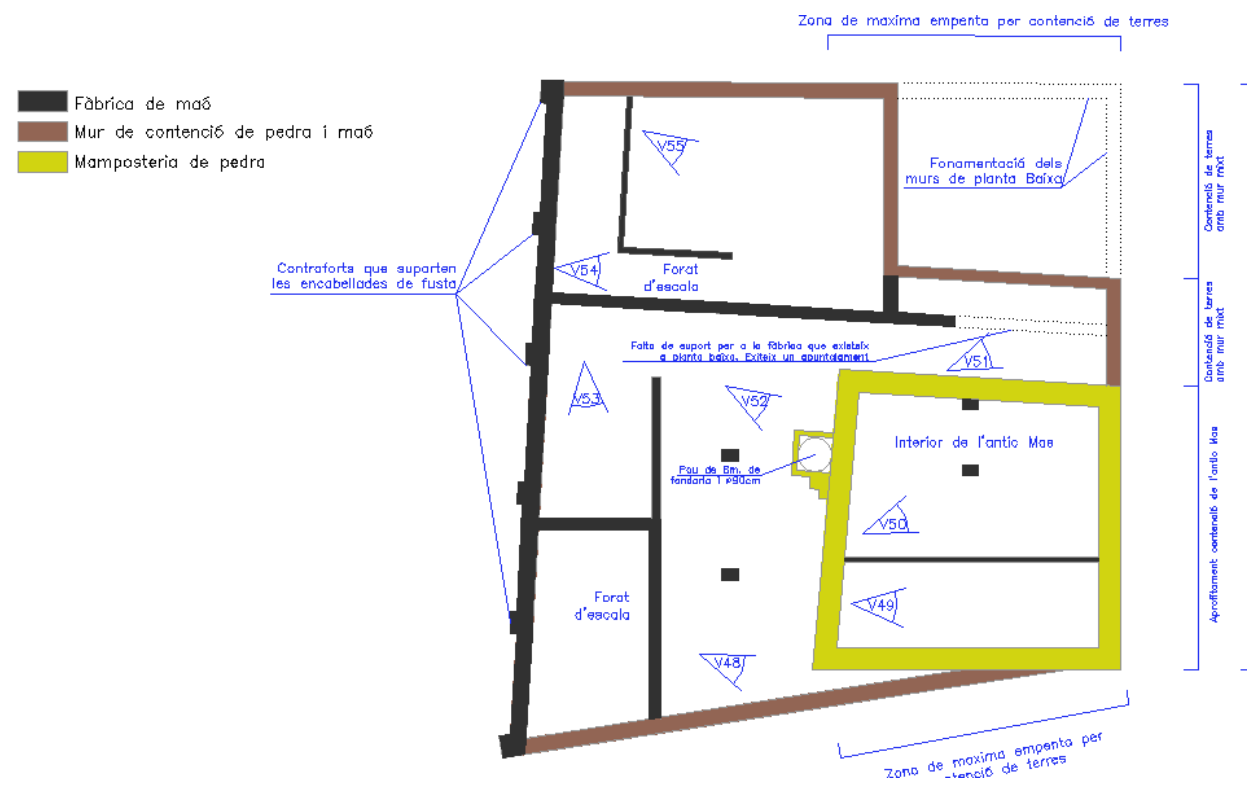 Zona de maxima empenta per contenció de terres
Fàbrica de maó
Mur de contenció de pedra i maó
Mamposteria de pedra
V55
Fonamentació dels
murs de planta Baixa
Contenció de terres
amb mur mixt
Contraforts que suporten
les encabellades de fusta
V54
Forat
d'escala
Contenció de terres
amb mur mixt
Falta de suport per a la fàbrica que existeix
a planta baixa. Exiteix un apuntalament
V51
V53
V52
Interior de l'antic Mas
Pou de 6m. de
fondaria i ø90cm
V50
Aprofitament contenció de l'antic Mas
Forat
d'escala
V49
V48
Zona de maxima empenta per
contenció de terres